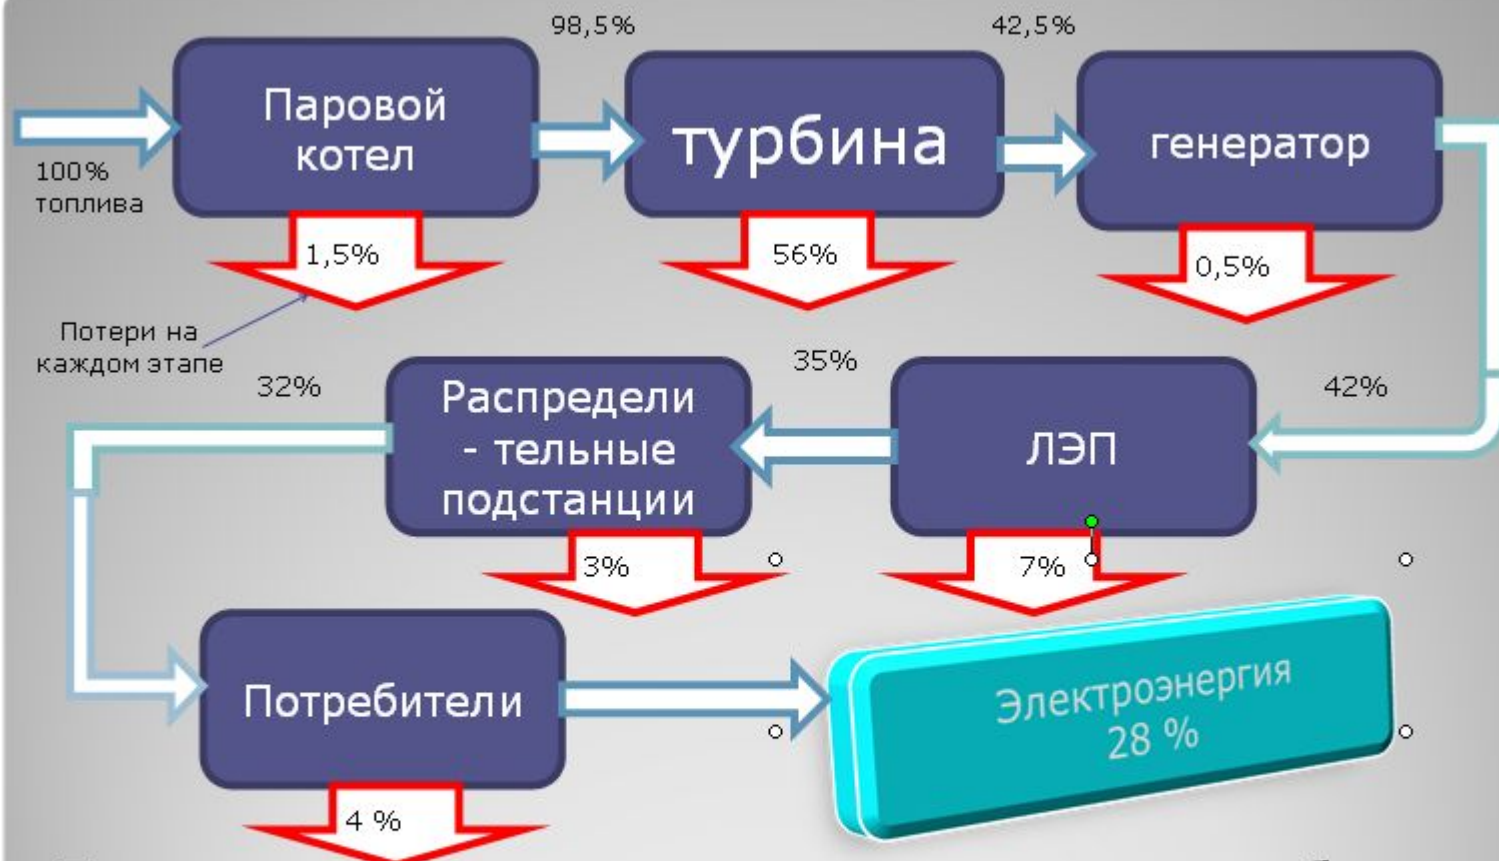 98,5%
42,5%
Паровой
котел
турбина
генератор
100%
топлива
1,5%
56%
0,5%
Потери на
каждом этапе
32%
35%
42%
Распредели
- тельные
подстанции
ЛЭП
3%
7%
Потребители
Электроэнергия
28 %
4 %